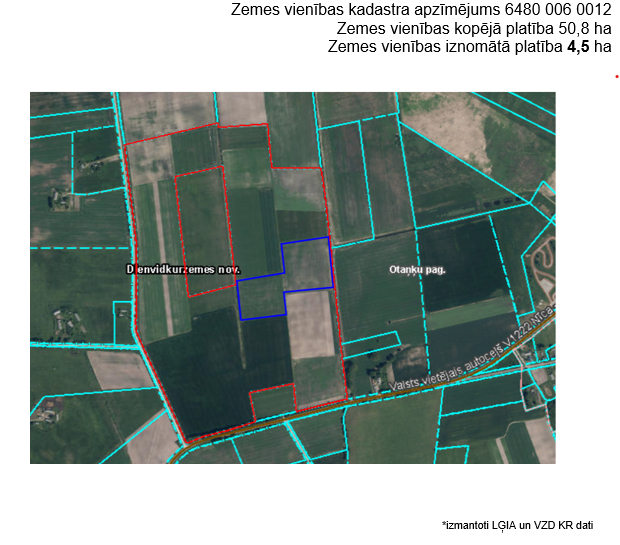 Zemes vienības kadastra apzīmējums 6480 006 0012
Zemes vienības kopējā platība 50,8 ha
Zemes vienības iznomātā platība 4,5 ha
Dienvidkurzemes nov.
Otaņķu pag.
Valsts vietējais autoceļš V1222 Nīca
*izmantoti LĢIA un VZD KR dati